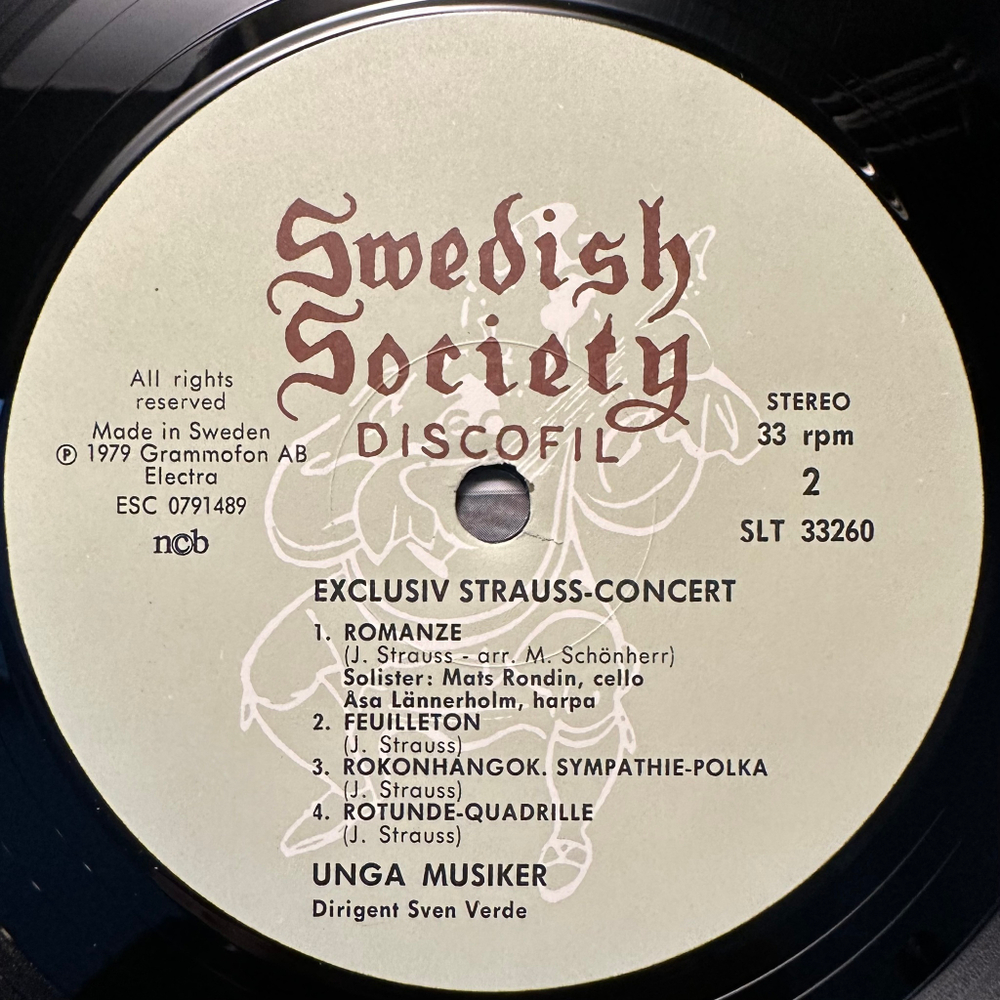 Swedish
Society
DISCOFIL
All rights
reserved
Made in Sweden
Ⓟ 1979 Grammofon AB
Electra
ESC 0791489
ncb
STEREO
33 rpm
2
SLT 33260
EXCLUSIV STRAUSS-CONCERT
1. ROMANZE
(J. Strauss - arr. M. Schönherr)
Solister: Mats Rondin, cello
Åsa Lännerholm, harpa
2. FEUILLETON
(J. Strauss)
3. ROKONHANGOK. SYMPATHIE-POLKA
(J. Strauss)
4. ROTUNDE-QUADRILLE
(J. Strauss)
UNGA MUSIKER
Dirigent Sven Verde